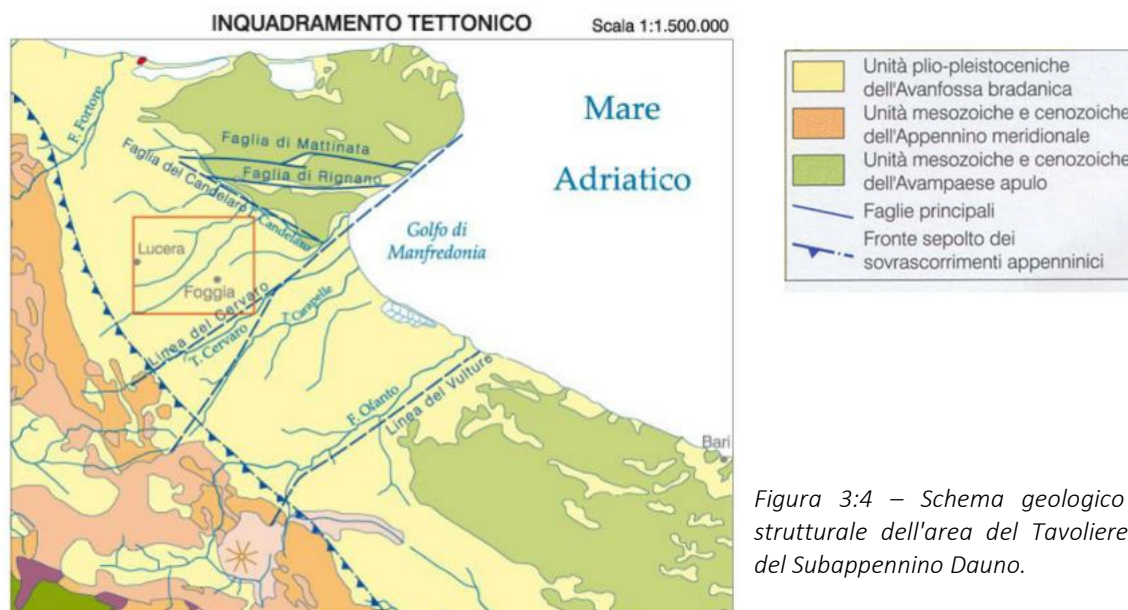 INQUADRAMENTO TETTONICO
Scala 1:1.500.000
F. Fortore
Mare
Adriatico
Faglia di Mattinata
Faglia del Candelaro
Faglia di Rignano
T. Candelaro
Golfo di
Manfredonia
Lucera
Foggia
Linea del Cervaro
T. Cervaro
T. Carapelle
F. Ofanto
Linea del Vulture
Bari
Unità plio-pleistoceniche
dell'Avanfossa bradanica
Unità mesozoiche e cenozoiche
dell'Appennino meridionale
Unità mesozoiche e cenozoiche
dell'Avampaese apulo
Faglie principali
Fronte sepolto dei
sovrascorrimenti appenninici
Figura 3:4 – Schema geologico
strutturale dell'area del Tavoliere
del Subappennino Dauno.